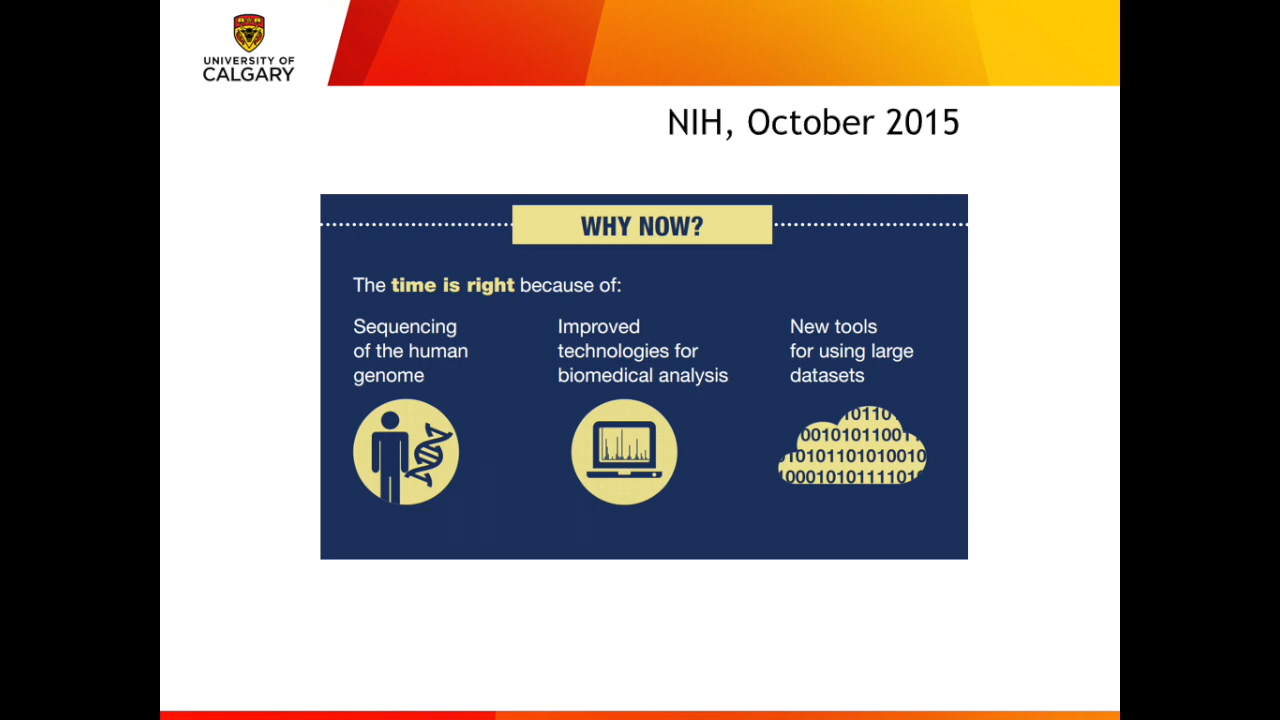 UNIVERSITY OF
CALGARY
NIH, October 2015
WHY NOW?
The time is right because of:
Sequencing
of the human
genome
Improved
technologies for
biomedical analysis
New tools
for using large
datasets